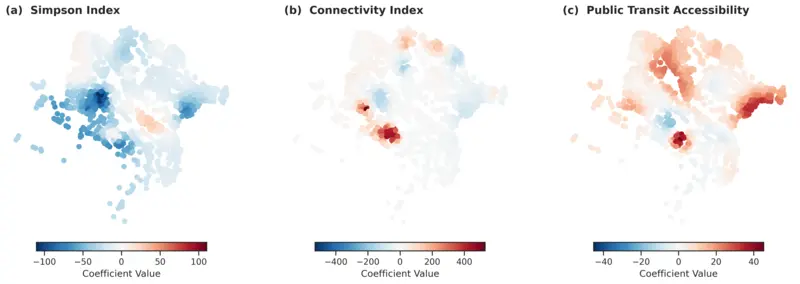 (a) Simpson Index
(b) Connectivity Index
(c) Public Transit Accessibility
−100 −50 0 50 100
Coefficient Value
−400 −200 0 200 400
Coefficient Value
−40 −20 0 20 40
Coefficient Value